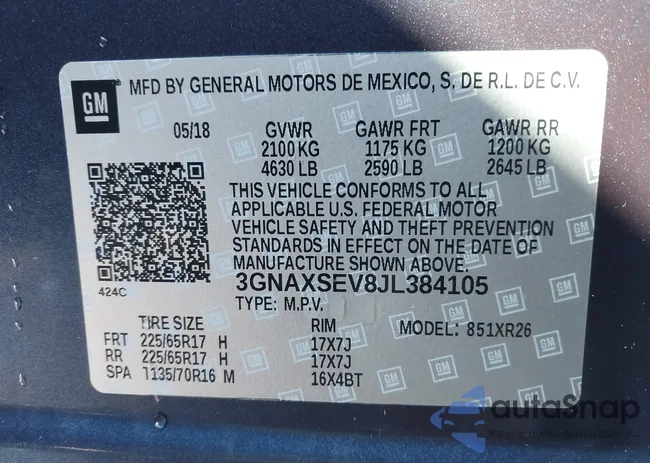 GM
MFD BY GENERAL MOTORS DE MEXICO, S. DE R.L. DE C.V.
05/18 GVWR GAWR FRT GAWR RR
2100 KG 1175 KG 1200 KG
4630 LB 2590 LB 2645 LB
THIS VEHICLE CONFORMS TO ALL
APPLICABLE U.S. FEDERAL MOTOR
VEHICLE SAFETY AND THEFT PREVENTION
STANDARDS IN EFFECT ON THE DATE OF
MANUFACTURE SHOWN ABOVE.
424C
3GNAXSEV8JL384105
TYPE: M.P.V.
TIRE SIZE RIM MODEL: 851XR26
FRT 225/65R17 H 17X7J
RR 225/65R17 H 17X7J
SPA T135/70R16 M 16X4BT
autoSnap